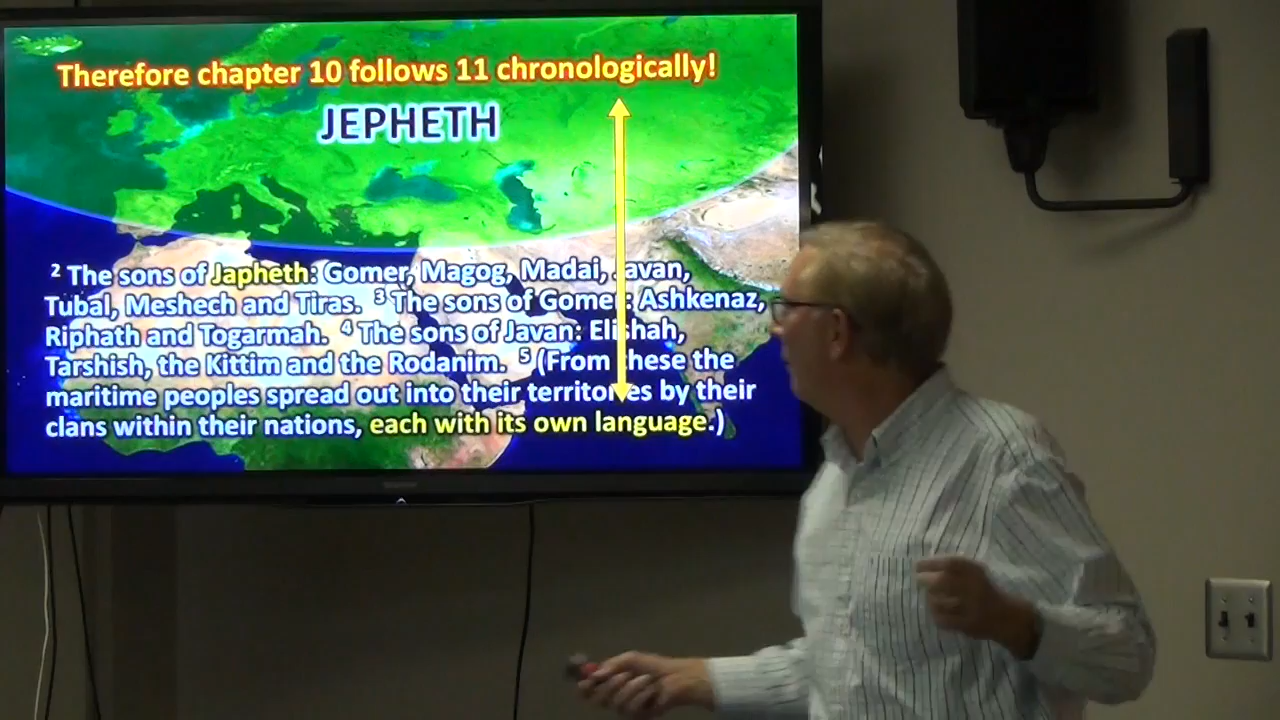 Therefore chapter 10 follows 11 chronologically!
JEPHETH
2 The sons of Japheth: Gomer, Magog, Madai, Javan,
Tubal, Meshech and Tiras. 3 The sons of Gomer: Ashkenaz,
Riphath and Togarmah. 4 The sons of Javan: Elishah,
Tarshish, the Kittim and the Rodanim. 5 (From these the
maritime peoples spread out into their territories by their
clans within their nations, each with its own language.)